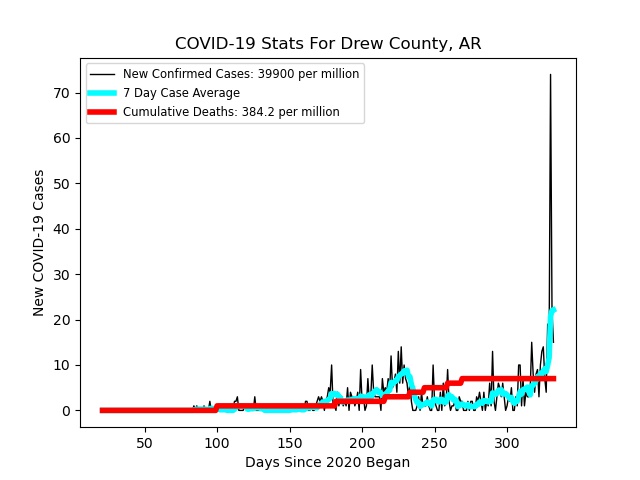 COVID-19 Stats For Drew County, AR
New Confirmed Cases: 39900 per million
7 Day Case Average
Cumulative Deaths: 384.2 per million
New COVID-19 Cases
70
60
50
40
30
20
10
0
50 100 150 200 250 300
Days Since 2020 Began